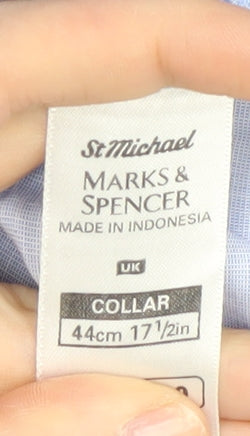 St Michael
MARKS &
SPENCER
MADE IN INDONESIA
UK
COLLAR
44cm 17 1/2in